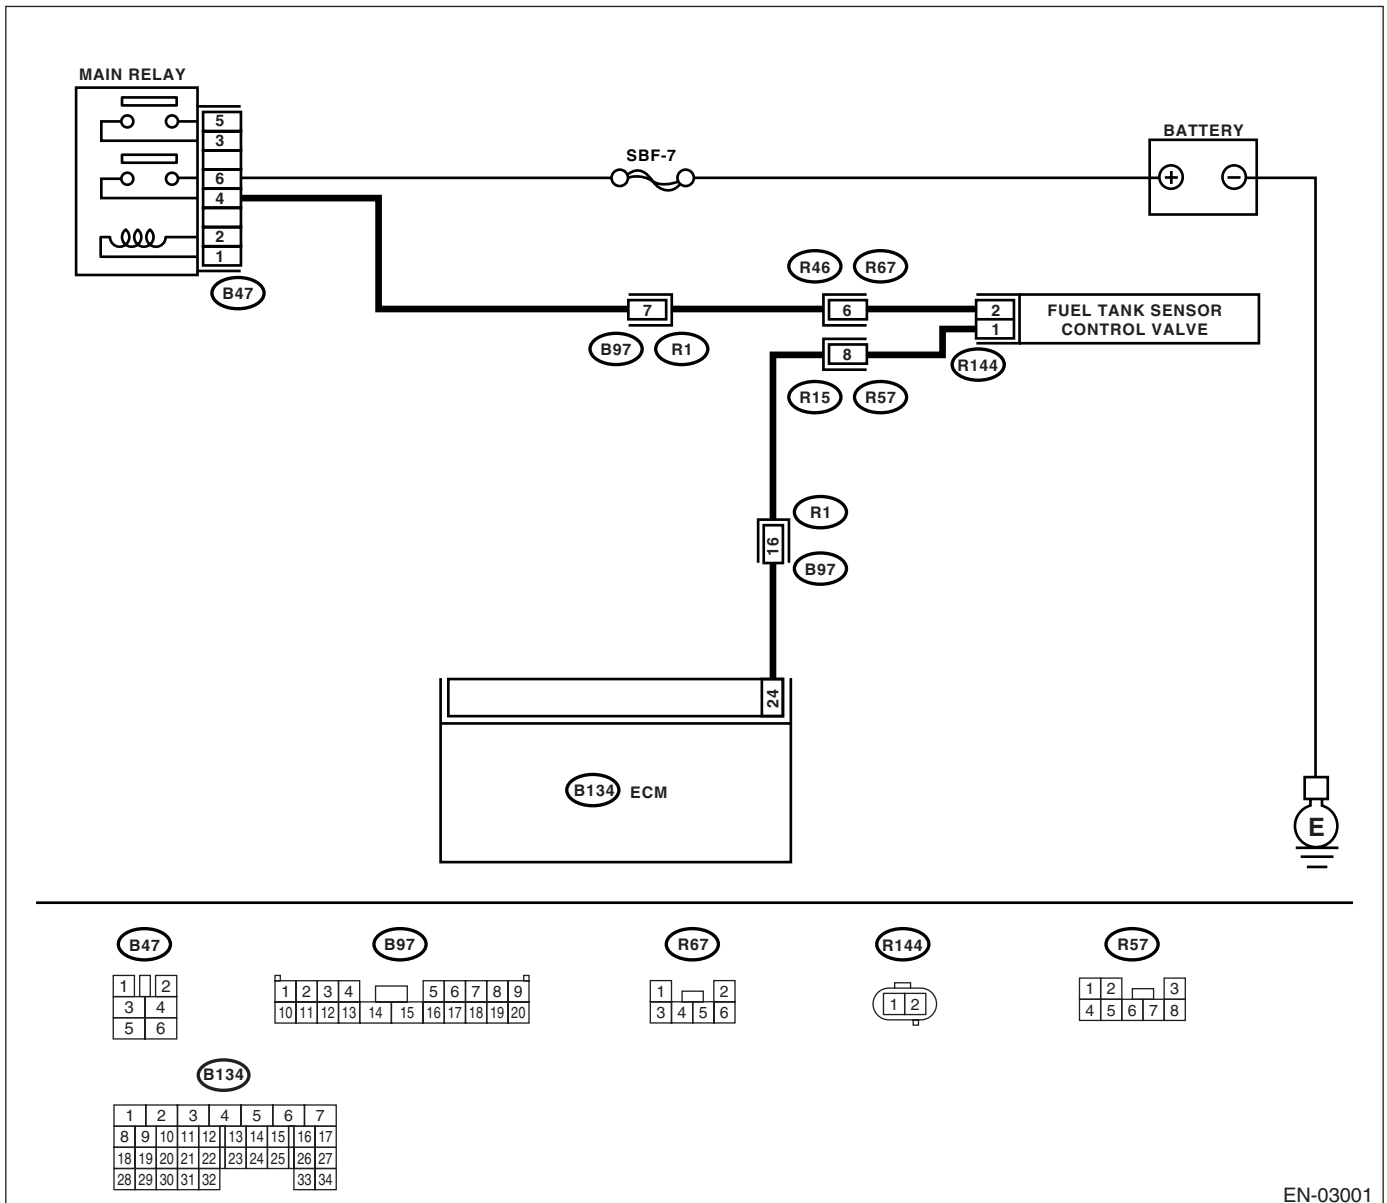 MAIN RELAY
5
3
6
4
2
1
B47
SBF-7
BATTERY
+
−
R46 R67
7
6
2
1
FUEL TANK SENSOR
CONTROL VALVE
B97 R1
8
R144
R15 R57
R1
16
B97
24
B134 ECM
E
B47
1 2
3 4
5 6
B97
1 2 3 4 5 6 7 8 9
10 11 12 13 14 15 16 17 18 19 20
R67
1 2
3 4 5 6
R144
1 2
R57
1 2 3
4 5 6 7 8
B134
1 2 3 4 5 6 7
8 9 10 11 12 13 14 15 16 17
18 19 20 21 22 23 24 25 26 27
28 29 30 31 32 33 34
EN-03001